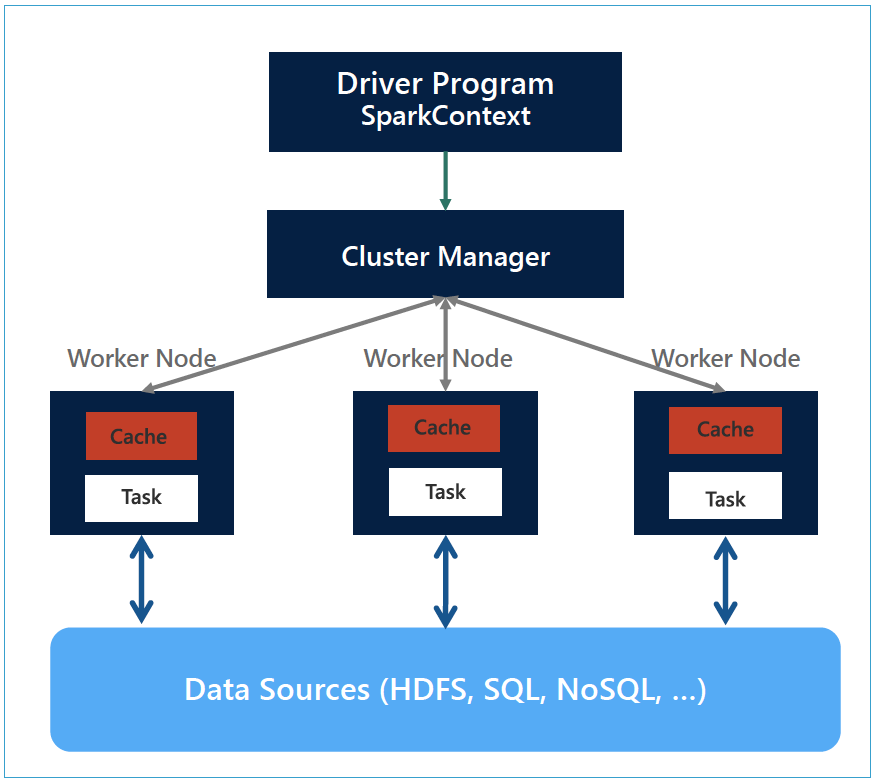 Driver Program
SparkContext
Cluster Manager
Worker Node
Worker Node
Worker Node
Cache
Cache
Cache
Task
Task
Task
Data Sources (HDFS, SQL, NoSQL, ...)